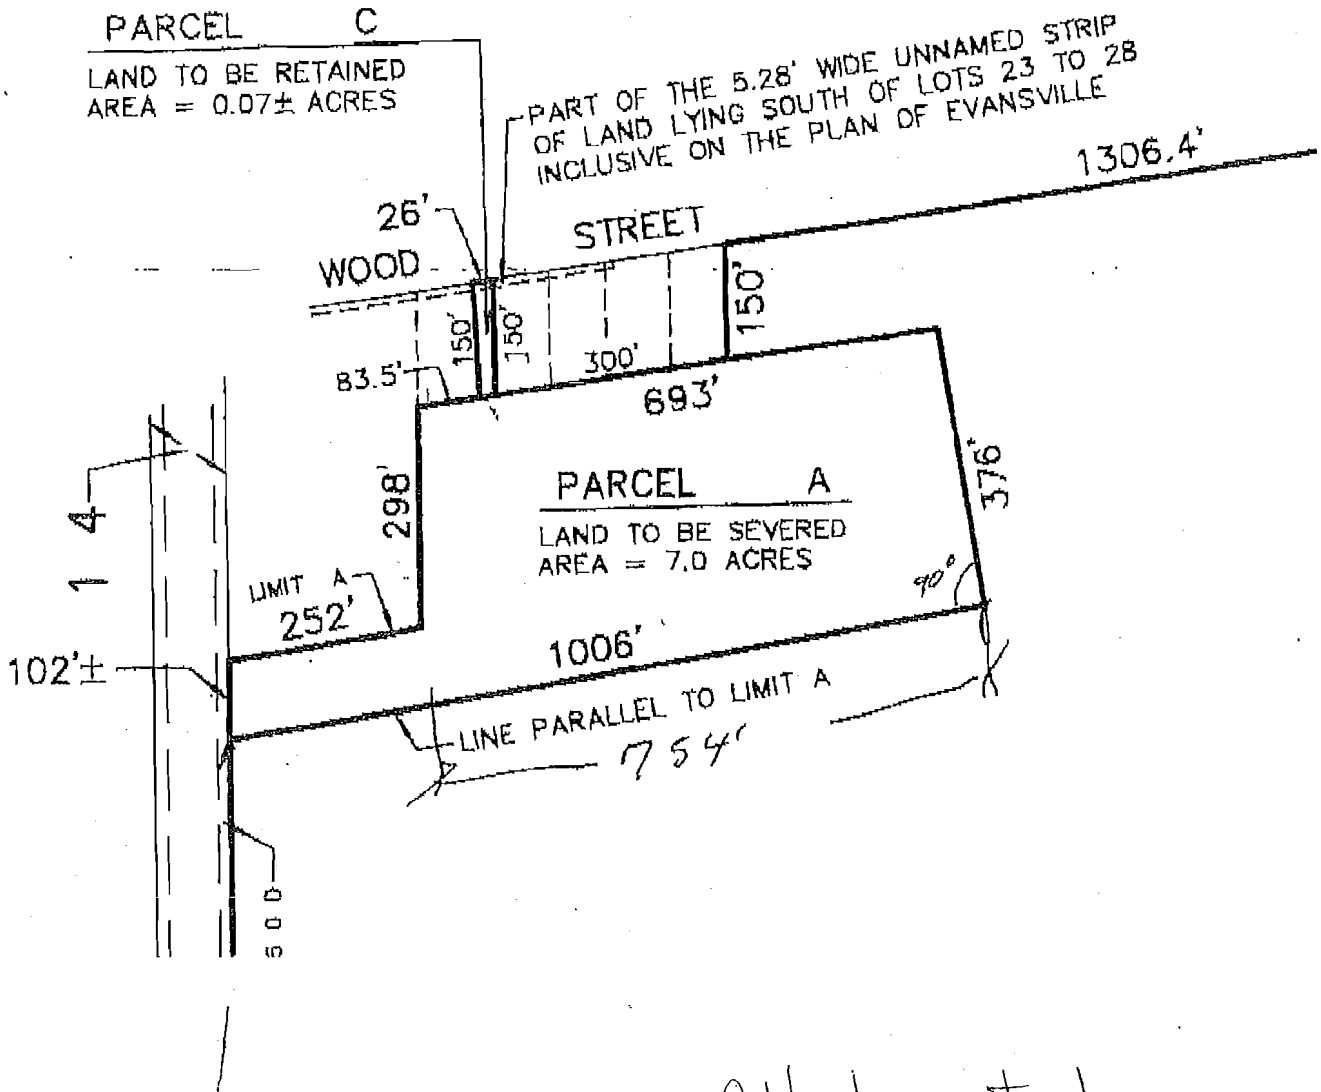 PARCEL C
LAND TO BE RETAINED
AREA = 0.07± ACRES
PART OF THE 5.28' WIDE UNNAMED STRIP
OF LAND LYING SOUTH OF LOTS 23 TO 28
INCLUSIVE ON THE PLAN OF EVANSVILLE
1306.4'
26'
WOOD STREET
150'
150'
150'
83.5'
300'
693'
298'
376'
PARCEL A
LAND TO BE SEVERED
AREA = 7.0 ACRES
90°
1 4
LIMIT A
252'
102'±
1006'
LINE PARALLEL TO LIMIT A
754'